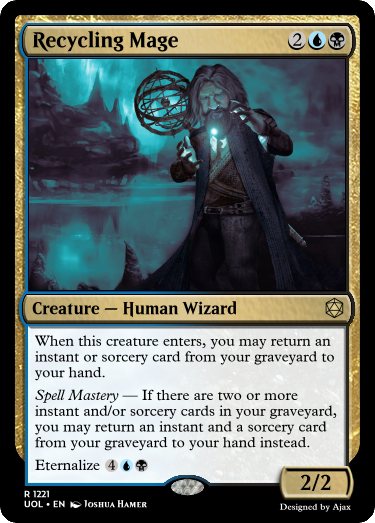 Recycling Mage 2
Creature — Human Wizard
When this creature enters, you may return an
instant or sorcery card from your graveyard to
your hand.
Spell Mastery — If there are two or more
instant and/or sorcery cards in your graveyard,
you may return an instant and a sorcery card
from your graveyard to your hand instead.
Eternalize 4
2/2
R 1221
UOL • EN Joshua Hamer
Designed by Ajax